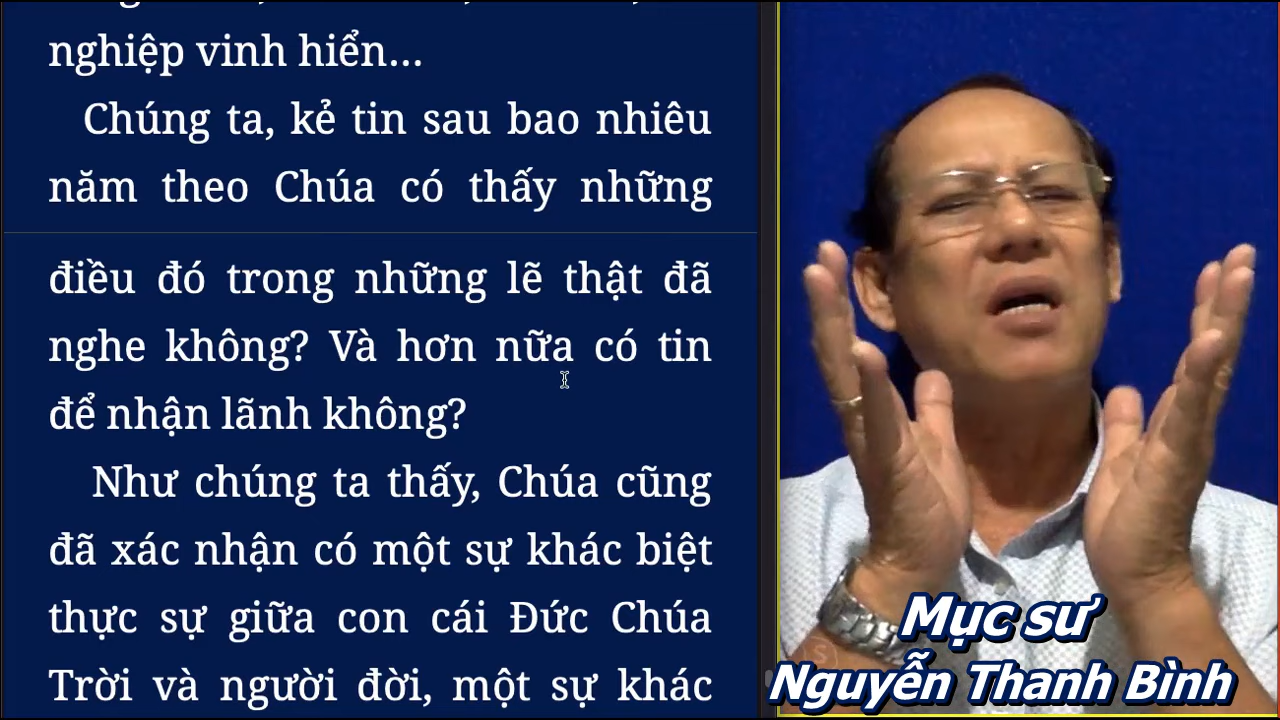 nghiệp vinh hiển...
Chúng ta, kẻ tin sau bao nhiêu
năm theo Chúa có thấy những
điều đó trong những lẽ thật đã
nghe không? Và hơn nữa có tin
để nhận lãnh không?
Như chúng ta thấy, Chúa cũng
đã xác nhận có một sự khác biệt
thực sự giữa con cái Đức Chúa
Trời và người đời, một sự khác
Mục sư
Nguyễn Thanh Bình